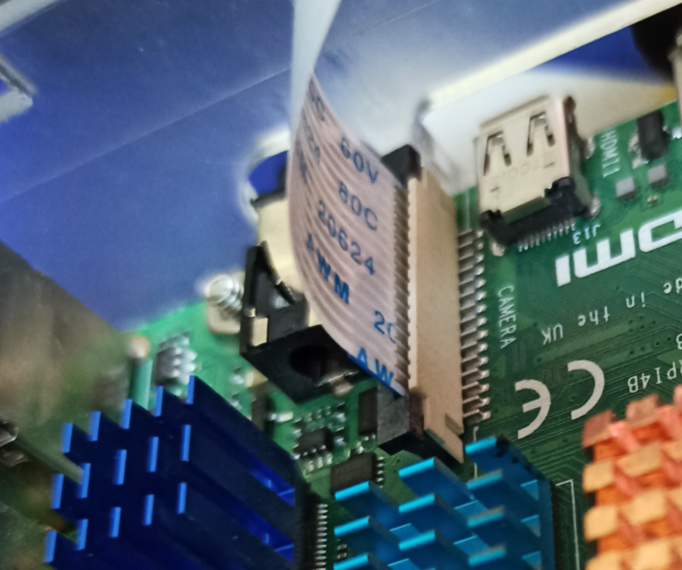 60V
80C
20624
AWM
2C
AW
CAMERA
HDMI1
J13
DMI
de in the UK
RPI4B
CE